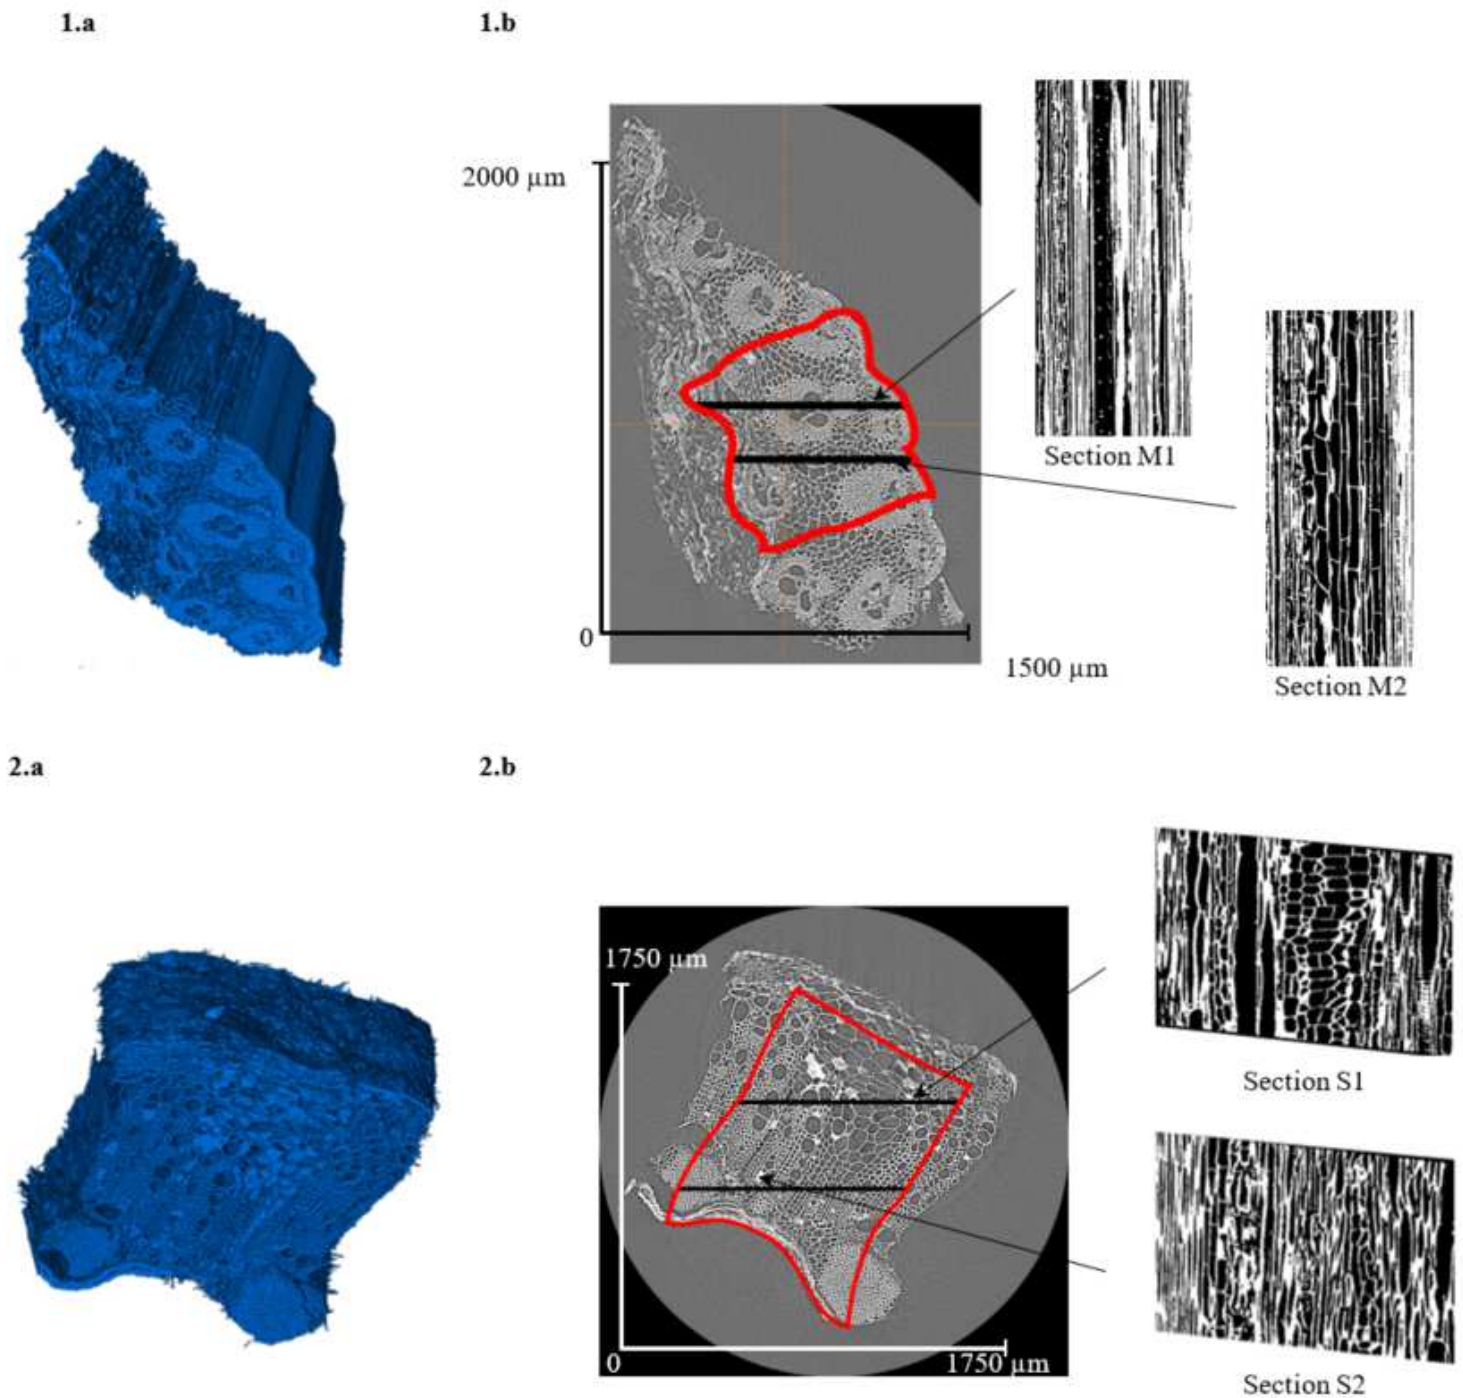 1.a
1.b
2000 µm
0
1500 µm
Section M1
Section M2
2.a
2.b
1750 µm
0
1750 µm
Section S1
Section S2